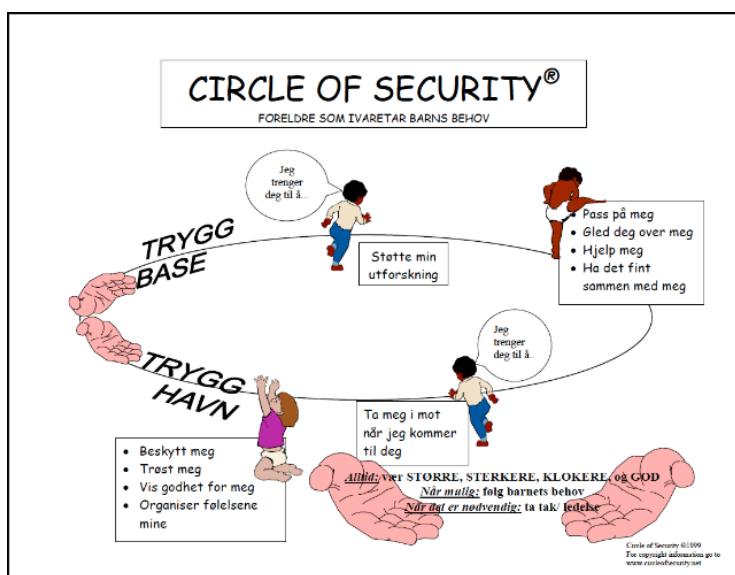 CIRCLE OF SECURITY®
FORELDRE SOM IVARETAR BARNS BEHOV
Jeg
trenger
deg til å...
TRYGG
BASE
Støtte min
utforskning
• Pass på meg
• Gled deg over meg
• Hjelp meg
• Ha det fint
sammen med meg
Jeg
trenger
deg til å..
TRYGG
HAVN
Ta meg i mot
når jeg kommer
til deg
• Beskytt meg
• Trøst meg
• Vis godhet for meg
• Organiser følelsene
mine
Alltid: vær STØRRE, STERKERE, KLOKERE, og GOD
Når mulig: følg barnets behov
Når det er nødvendig: ta tak/ ledelse
Circle of Security ©1999
For copyright information go to
www.circleofsecurity.net